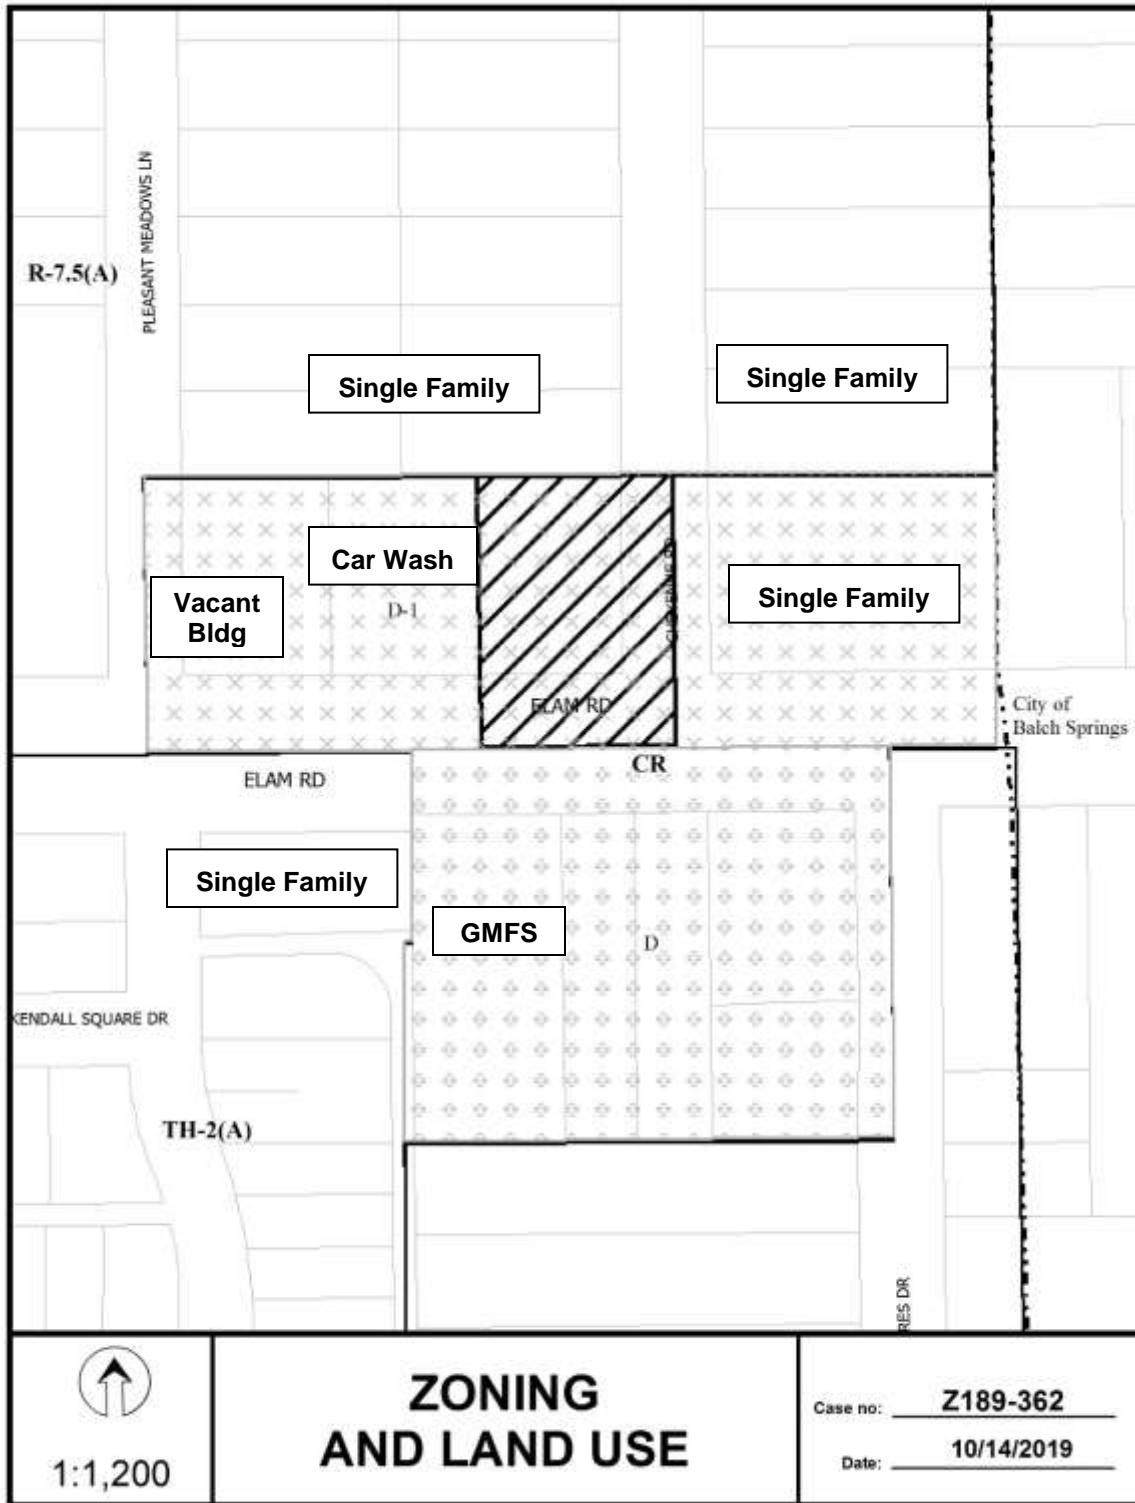 PLEASANT MEADOWS LN
R-7.5(A)
Single Family
Single Family
Car Wash
Vacant
Bldg
D-1
Single Family
ELAM RD
City of
Balch Springs
CR
ELAM RD
Single Family
GMFS
D
KENDALL SQUARE DR
TH-2(A)
RES DR
1:1,200
ZONING
AND LAND USE
Case no: Z189-362
Date: 10/14/2019